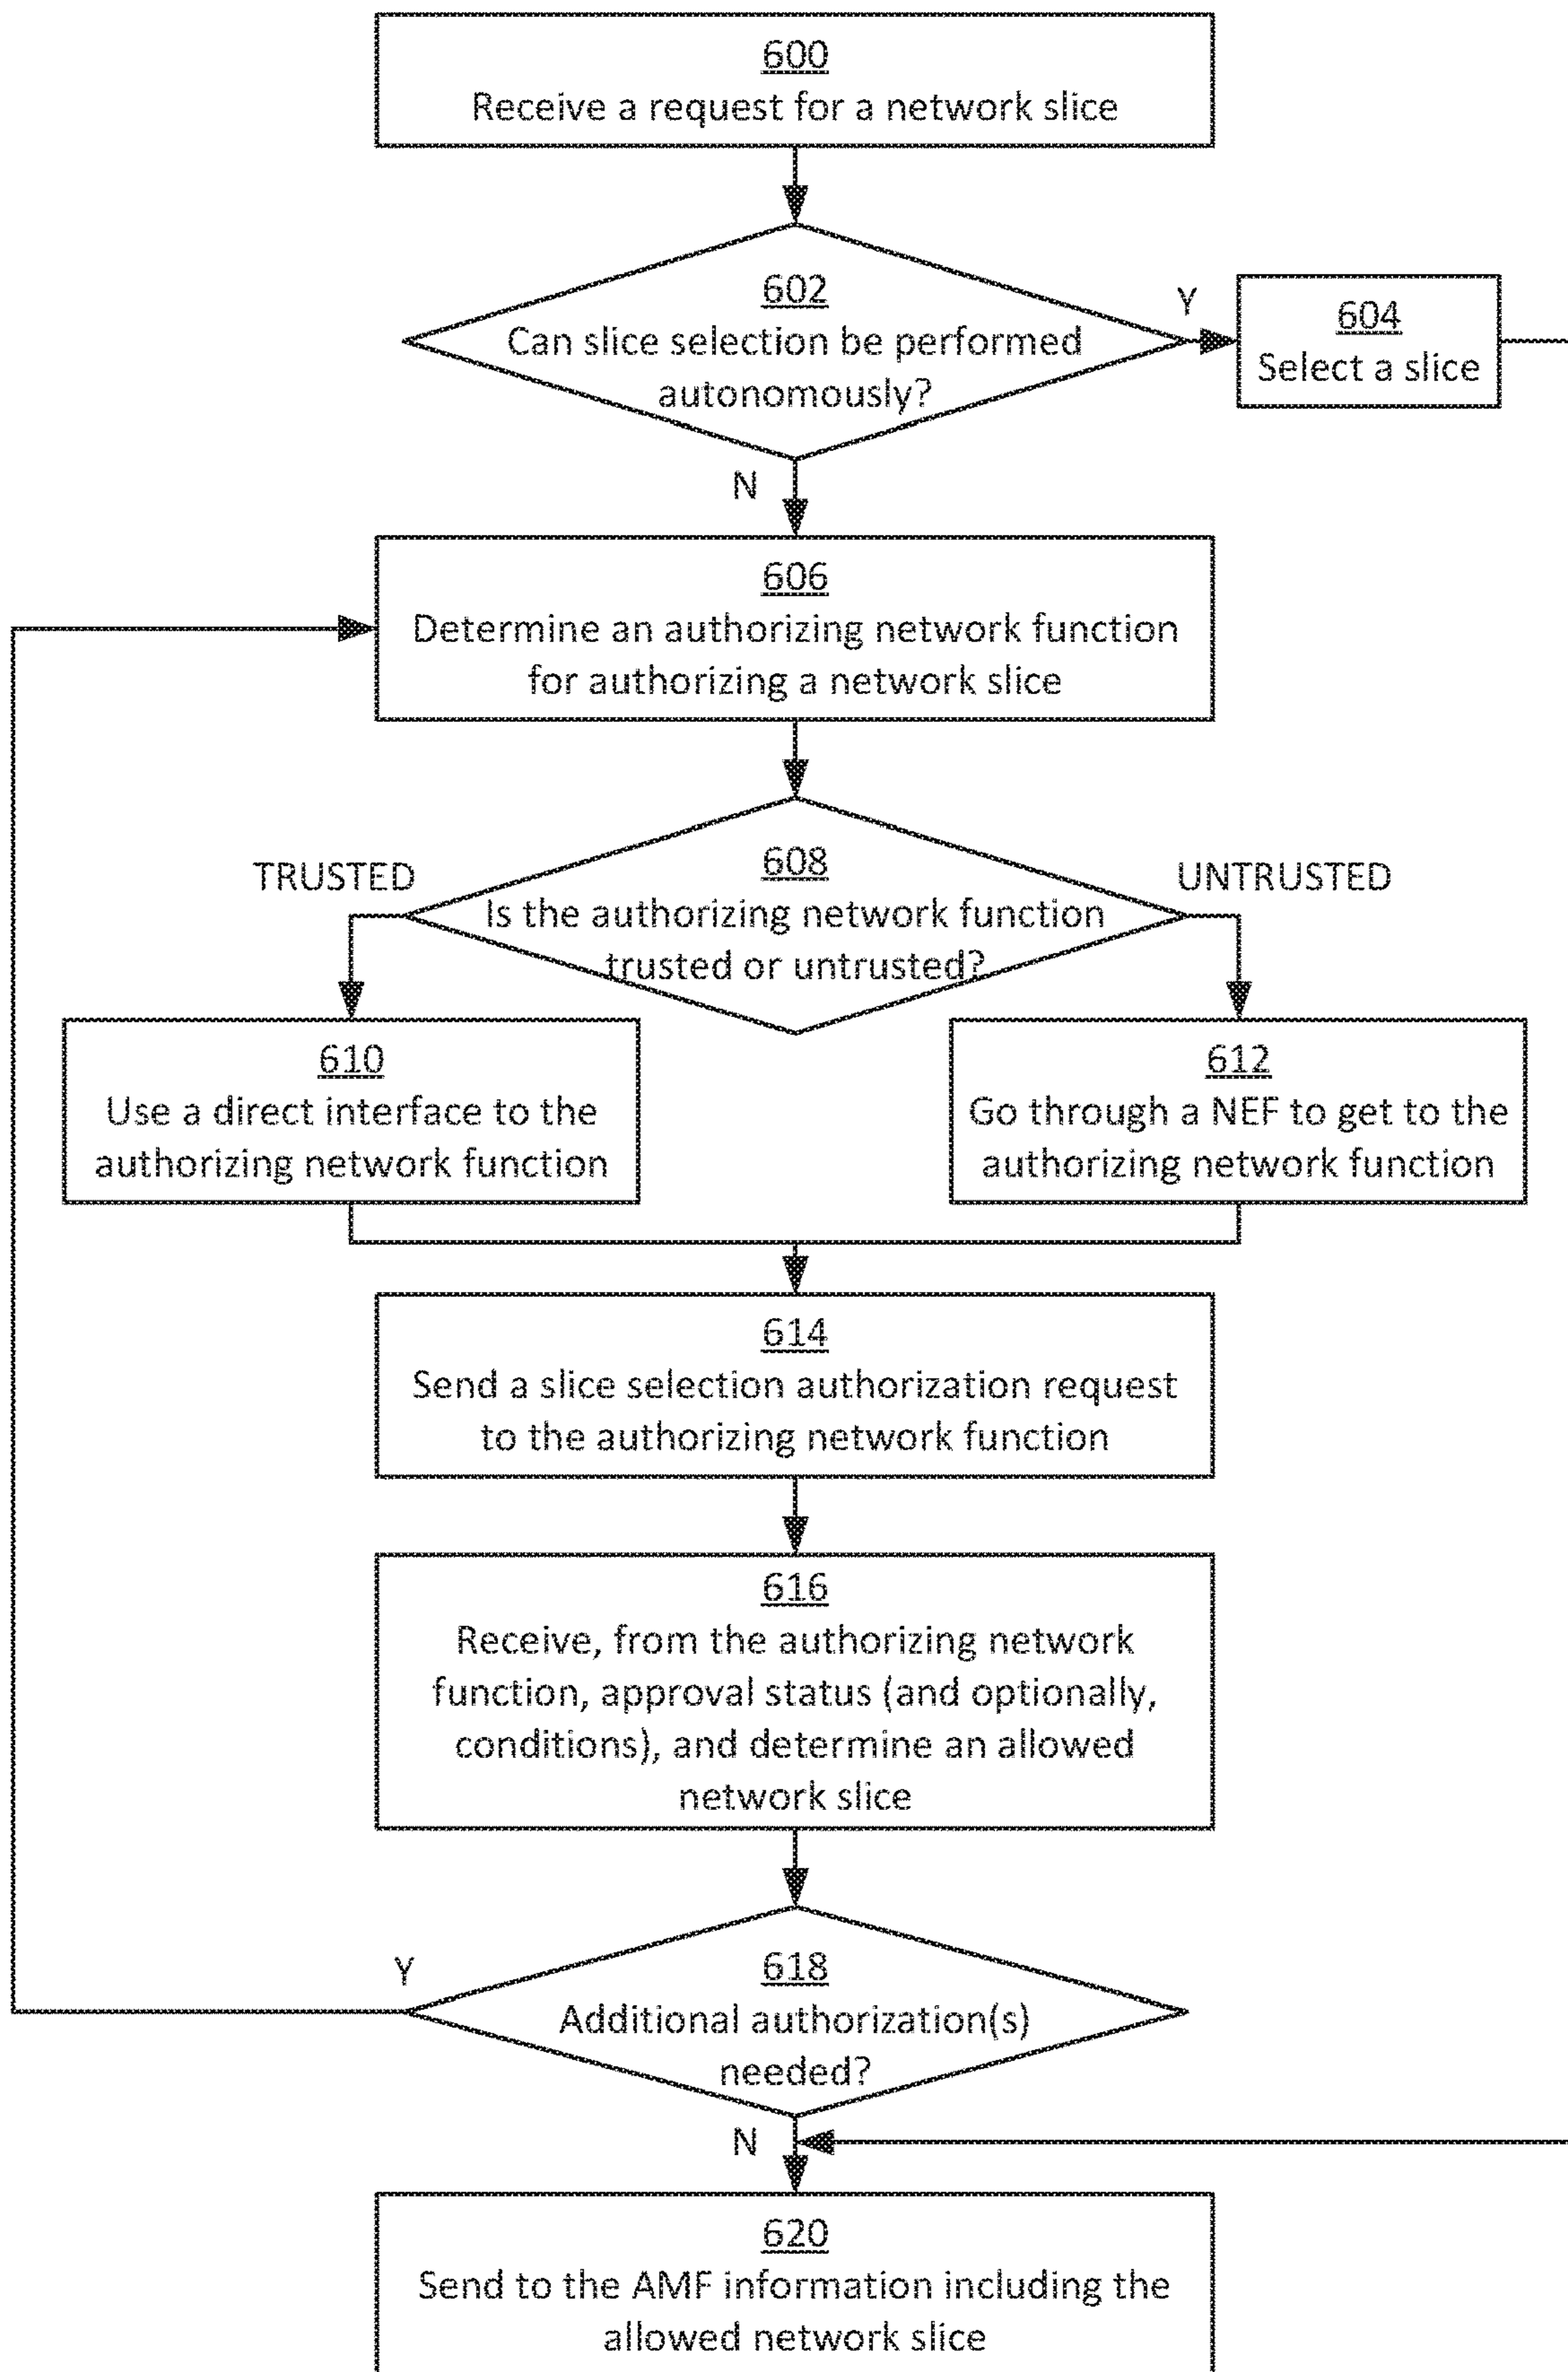 600
Receive a request for a network slice
602
Can slice selection be performed
autonomously?
Y
604
Select a slice
N
606
Determine an authorizing network function
for authorizing a network slice
608
Is the authorizing network function
trusted or untrusted?
TRUSTED
UNTRUSTED
610
Use a direct interface to the
authorizing network function
612
Go through a NEF to get to the
authorizing network function
614
Send a slice selection authorization request
to the authorizing network function
616
Receive, from the authorizing network
function, approval status (and optionally,
conditions), and determine an allowed
network slice
618
Additional authorization(s)
needed?
Y
N
620
Send to the AMF information including the
allowed network slice